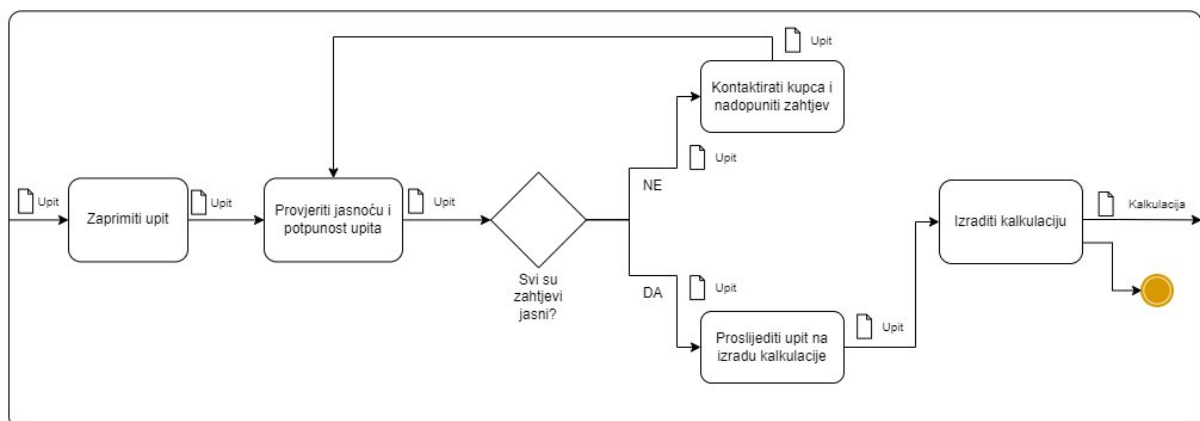 Upit
Zaprimiti upit
Upit
Provjeriti jasnoću i
potpunost upita
Upit
Svi su
zahtjevi
jasni?
NE
Upit
Kontaktirati kupca i
nadopuniti zahtjev
Upit
DA
Upit
Proslijediti upit na
izradu kalkulacije
Upit
Izraditi kalkulaciju
Kalkulacija